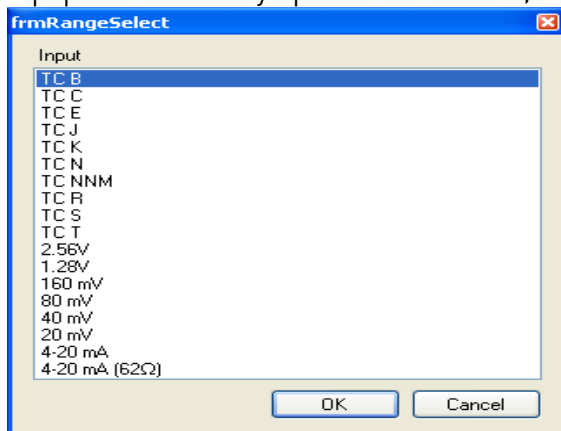 frmRangeSelect
Input
TC B
TC C
TC E
TC J
TC K
TC N
TC NNM
TC R
TC S
TC T
2.56V
1.28V
160 mV
80 mV
40 mV
20 mV
4-20 mA
4-20 mA (62Ω)
OK Cancel